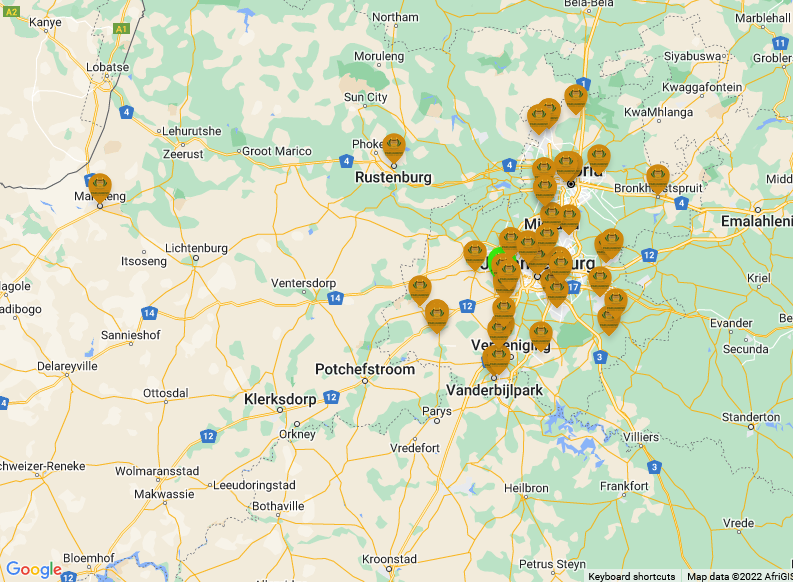 A2
Kanye
A1
Northam
Bela-Bela
Marblehall
11
Lobatse
Moruleng
Siyabuswa
Groblers
1
Kwaggafontein
Sun City
4
KwaMhlanga
Lehurutshe
Zeerust
Groot Marico
4
Phoke
4
Rustenburg
Bronkhorstspruit
Midd
4
Emalahleni
Lichtenburg
Itsoseng
12
Kriel
agole
Ventersdorp
14
12
17
adibogo
14
Sannieshof
Evander
Secunda
Delareyville
Potchefstroom
3
Vanderbijlpark
4
Ottosdal
Klerksdorp
12
Parys
Standerton
Orkney
12
Vredefort
Villiers
chweizer-Reneke
Wolmaransstad
3
Leeudoringstad
Makwassie
Heilbron
Frankfort
Bothaville
Vrede
Bloemhof
Kroonstad
Petrus Steyn
Google
Keyboard shortcuts
Map data ©2022 AfriGIS